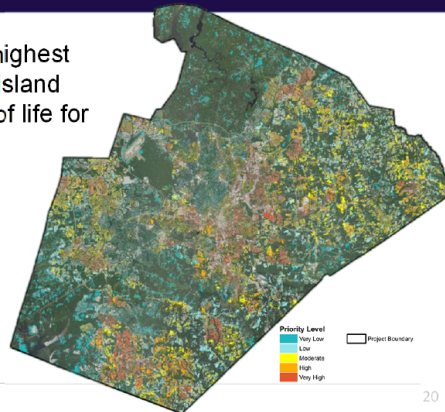 highest
island
of life for
Priority Level
Very Low
Low
Moderate
High
Very High
Project Boundary
20